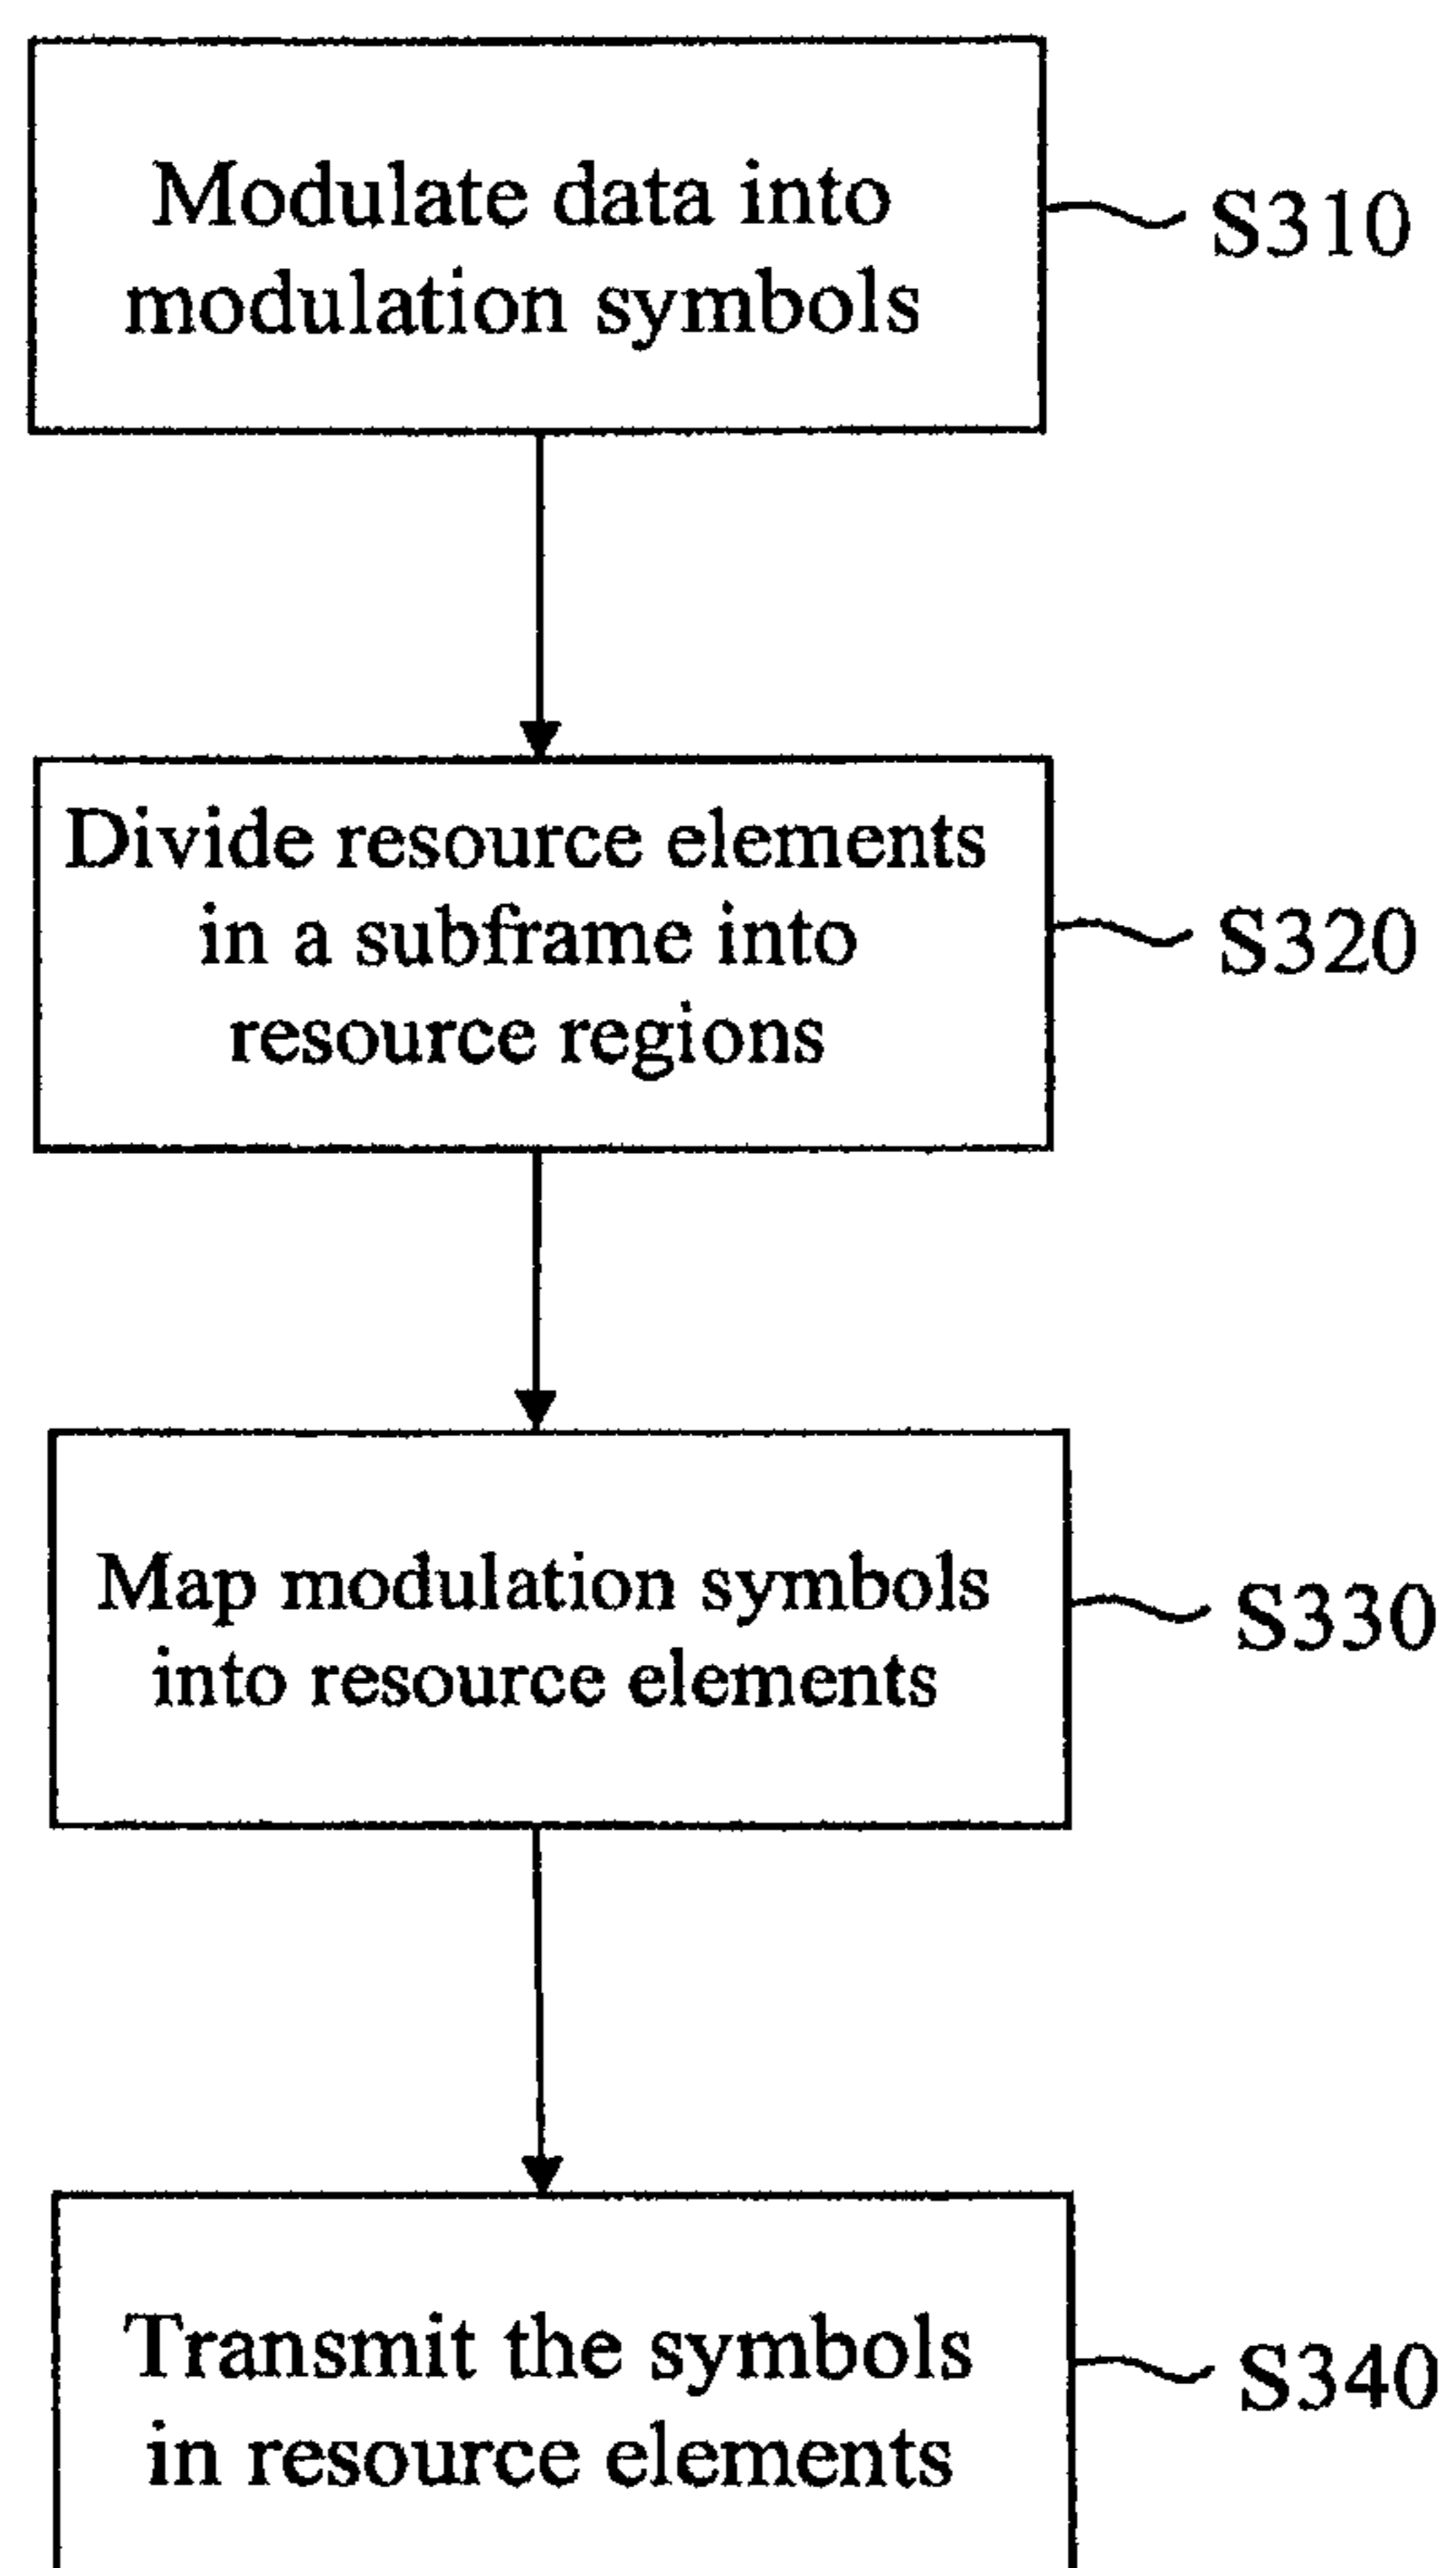 Modulate data into
modulation symbols
S310
Divide resource elements
in a subframe into
resource regions
S320
Map modulation symbols
into resource elements
S330
Transmit the symbols
in resource elements
S340